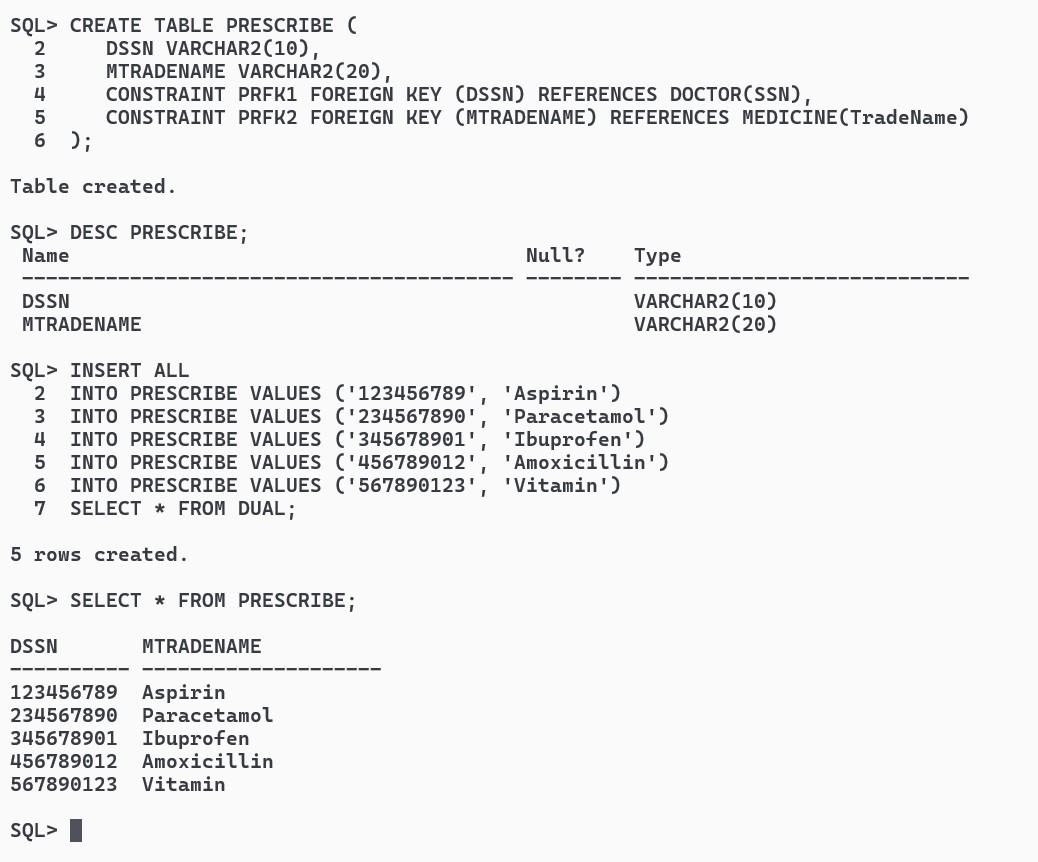 SQL> CREATE TABLE PRESCRIBE (
  2     DSSN VARCHAR2(10),
  3     MTRADENAME VARCHAR2(20),
  4     CONSTRAINT PRFK1 FOREIGN KEY (DSSN) REFERENCES DOCTOR(SSN),
  5     CONSTRAINT PRFK2 FOREIGN KEY (MTRADENAME) REFERENCES MEDICINE(TradeName)
  6  );
Table created.
SQL> DESC PRESCRIBE;
 Name                                      Null?    Type
 ----------------------------------------- -------- ----------------------------
 DSSN                                               VARCHAR2(10)
 MTRADENAME                                         VARCHAR2(20)
SQL> INSERT ALL
  2  INTO PRESCRIBE VALUES ('123456789', 'Aspirin')
  3  INTO PRESCRIBE VALUES ('234567890', 'Paracetamol')
  4  INTO PRESCRIBE VALUES ('345678901', 'Ibuprofen')
  5  INTO PRESCRIBE VALUES ('456789012', 'Amoxicillin')
  6  INTO PRESCRIBE VALUES ('567890123', 'Vitamin')
  7  SELECT * FROM DUAL;
5 rows created.
SQL> SELECT * FROM PRESCRIBE;
DSSN       MTRADENAME
---------- --------------------
123456789  Aspirin
234567890  Paracetamol
345678901  Ibuprofen
456789012  Amoxicillin
567890123  Vitamin
SQL>